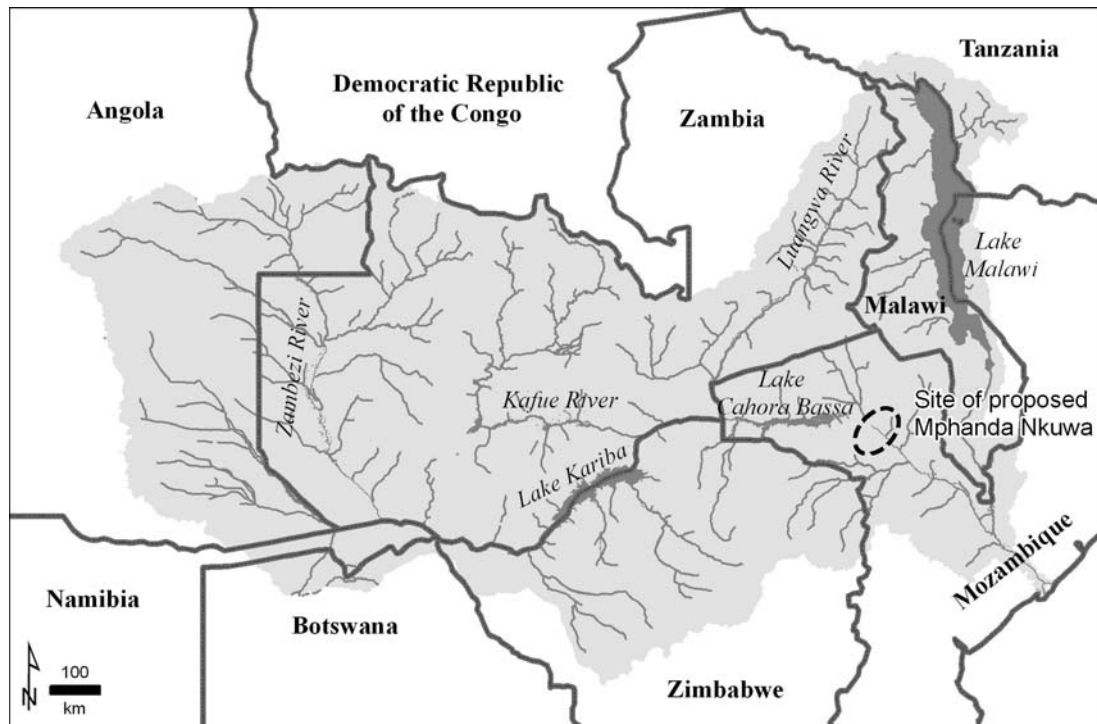 Tanzania
Democratic Republic
of the Congo
Angola
Zambia
Luangwa River
Lake
Malawi
Malawi
Zambezi River
Lake
Cahora Bassa
Kafue River
Site of proposed
Mphanda Nkuwa
Lake Kariba
Mozambique
Namibia
Botswana
Zimbabwe
N
100
km